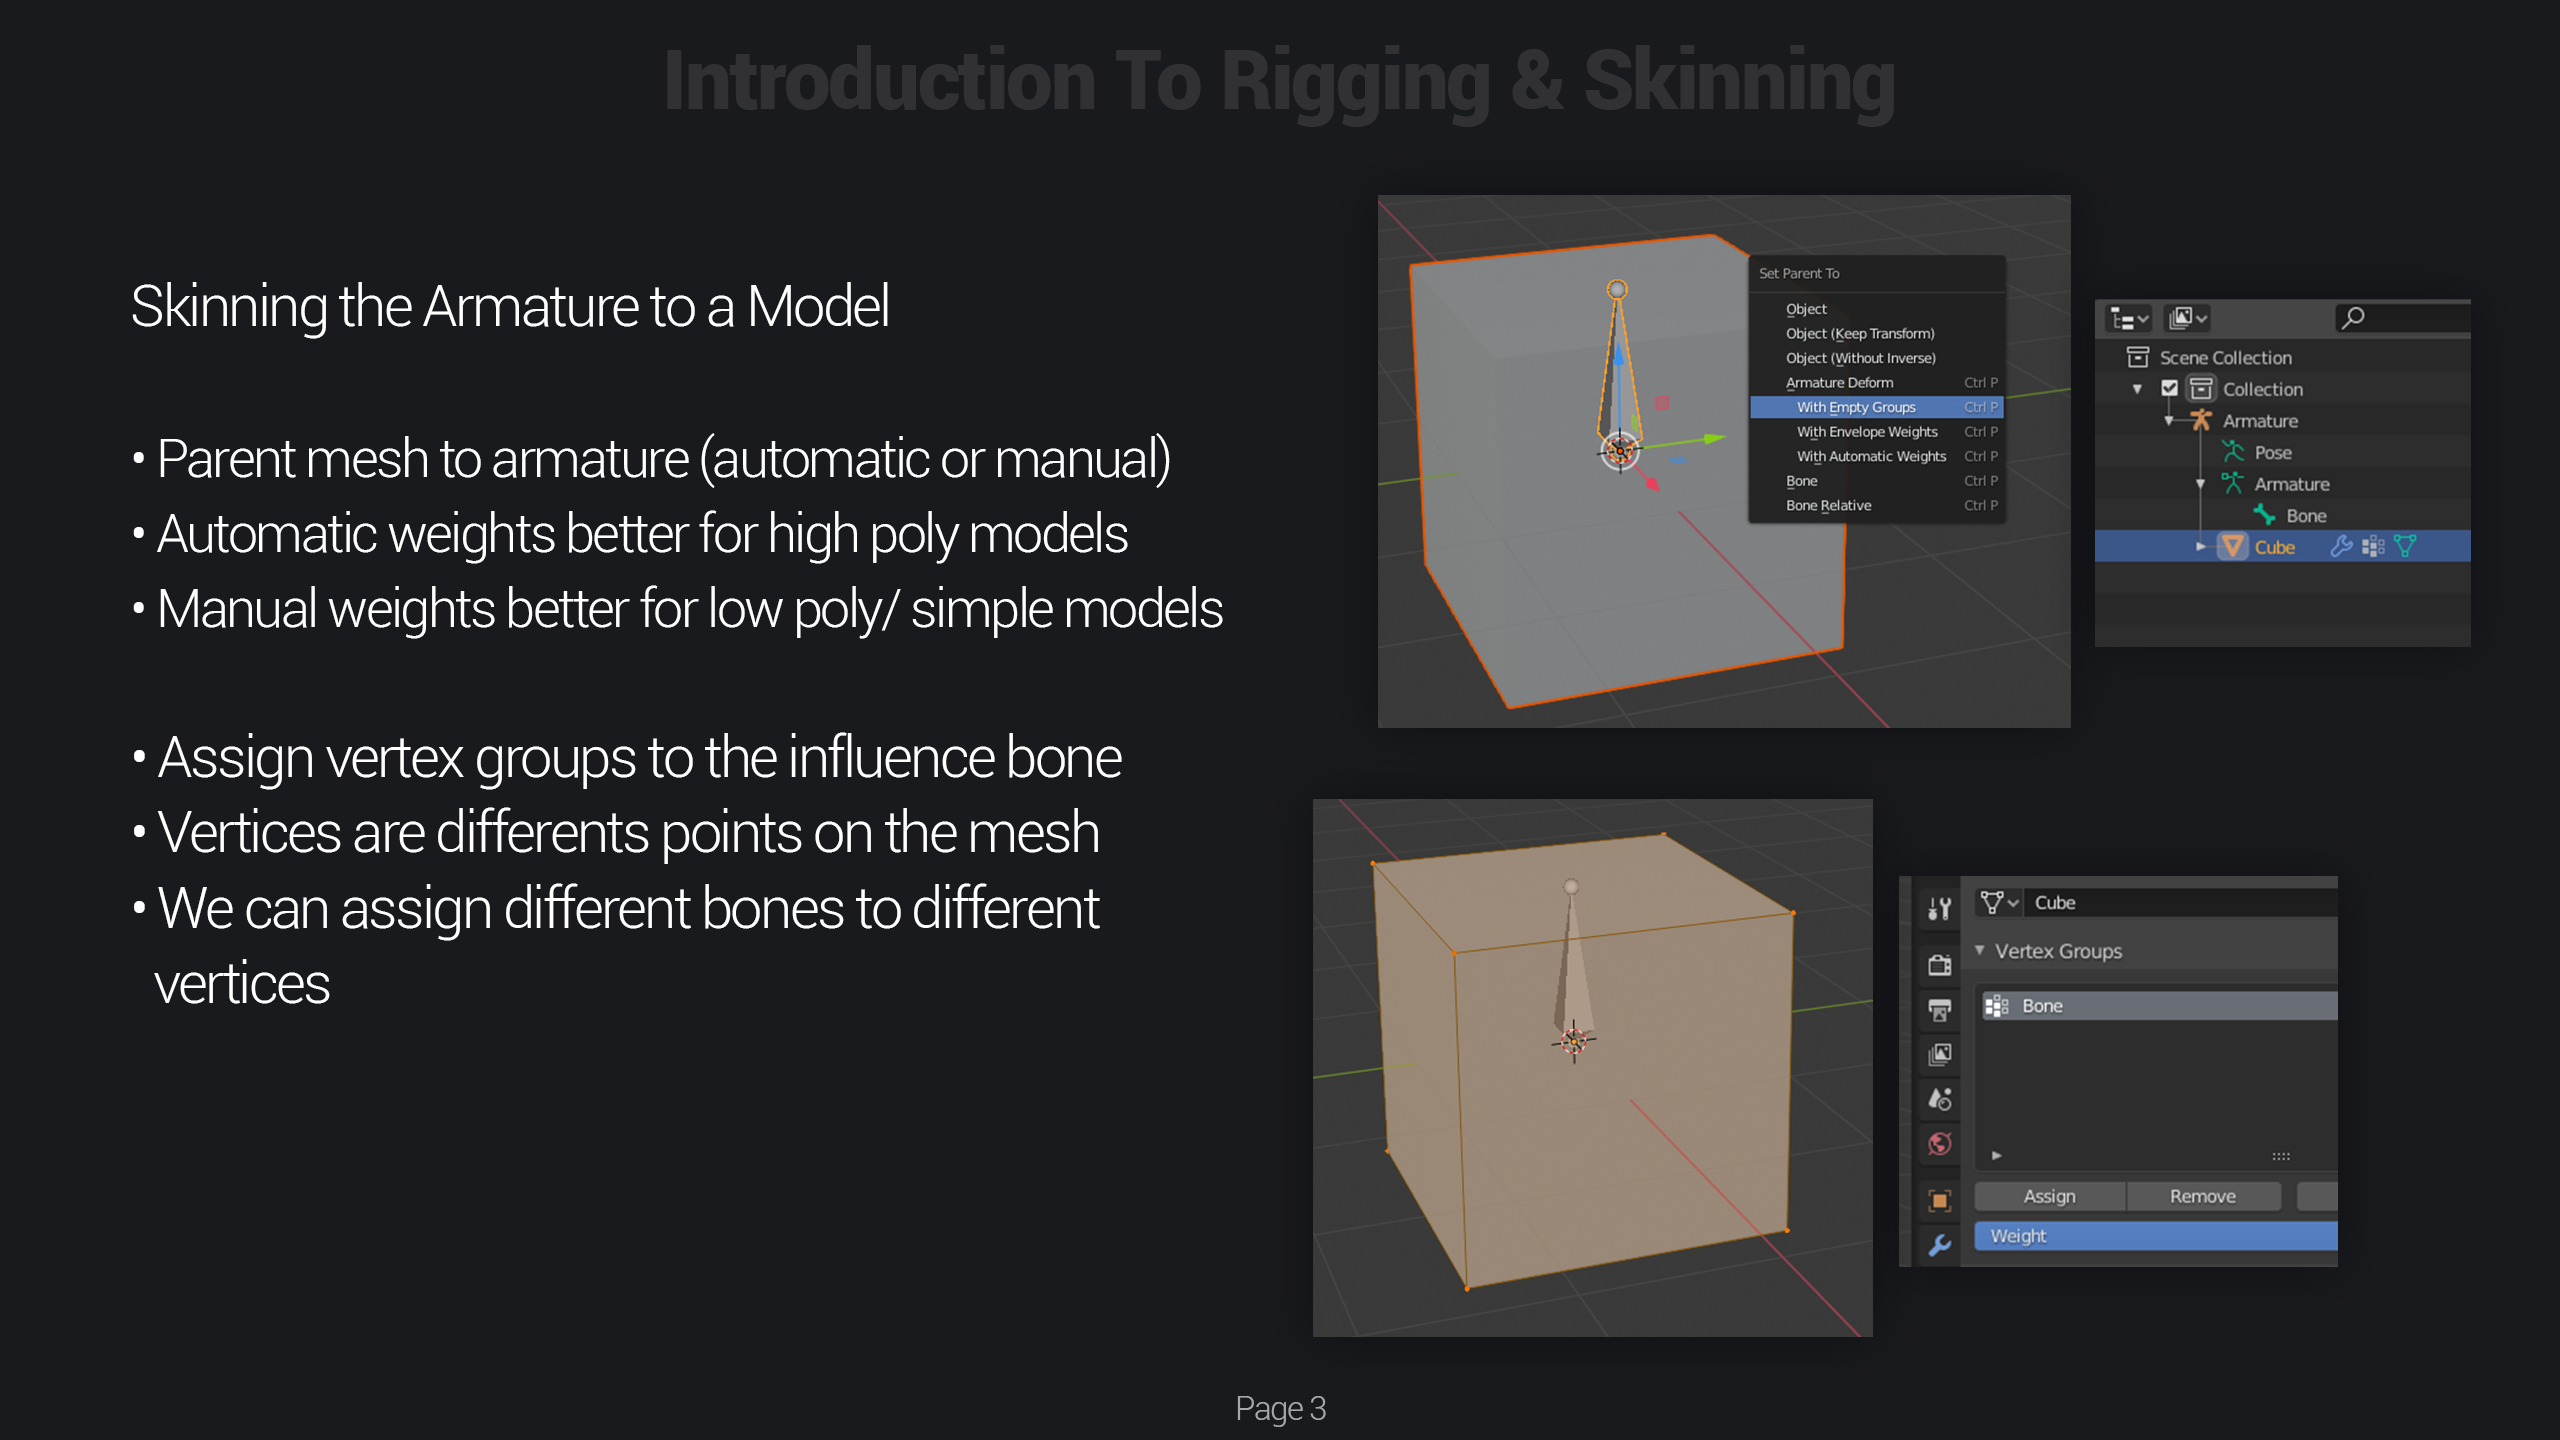 Introduction To Rigging & Skinning
Skinning the Armature to a Model
• Parent mesh to armature (automatic or manual)
• Automatic weights better for high poly models
• Manual weights better for low poly/ simple models
• Assign vertex groups to the influence bone
• Vertices are differents points on the mesh
• We can assign different bones to different
vertices
Set Parent To
Object
Object (Keep Transform)
Object (Without Inverse)
Armature Deform Ctrl P
With Empty Groups Ctrl P
With Envelope Weights Ctrl P
With Automatic Weights Ctrl P
Bone Ctrl P
Bone Relative Ctrl P
Scene Collection
Collection
Armature
Pose
Armature
Bone
Cube
Cube
Vertex Groups
Bone
Assign Remove
Weight
Page 3